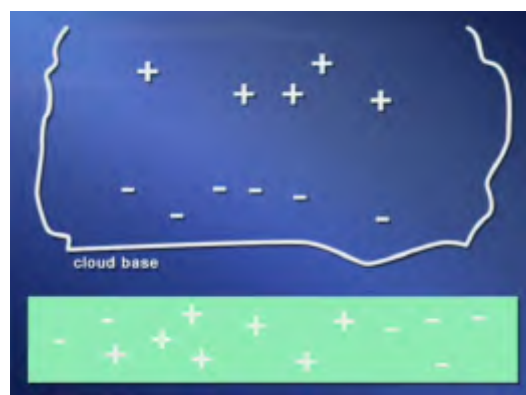 + + + + +
- - - - - -
cloud base
- - + + + - - -
+ + + + -